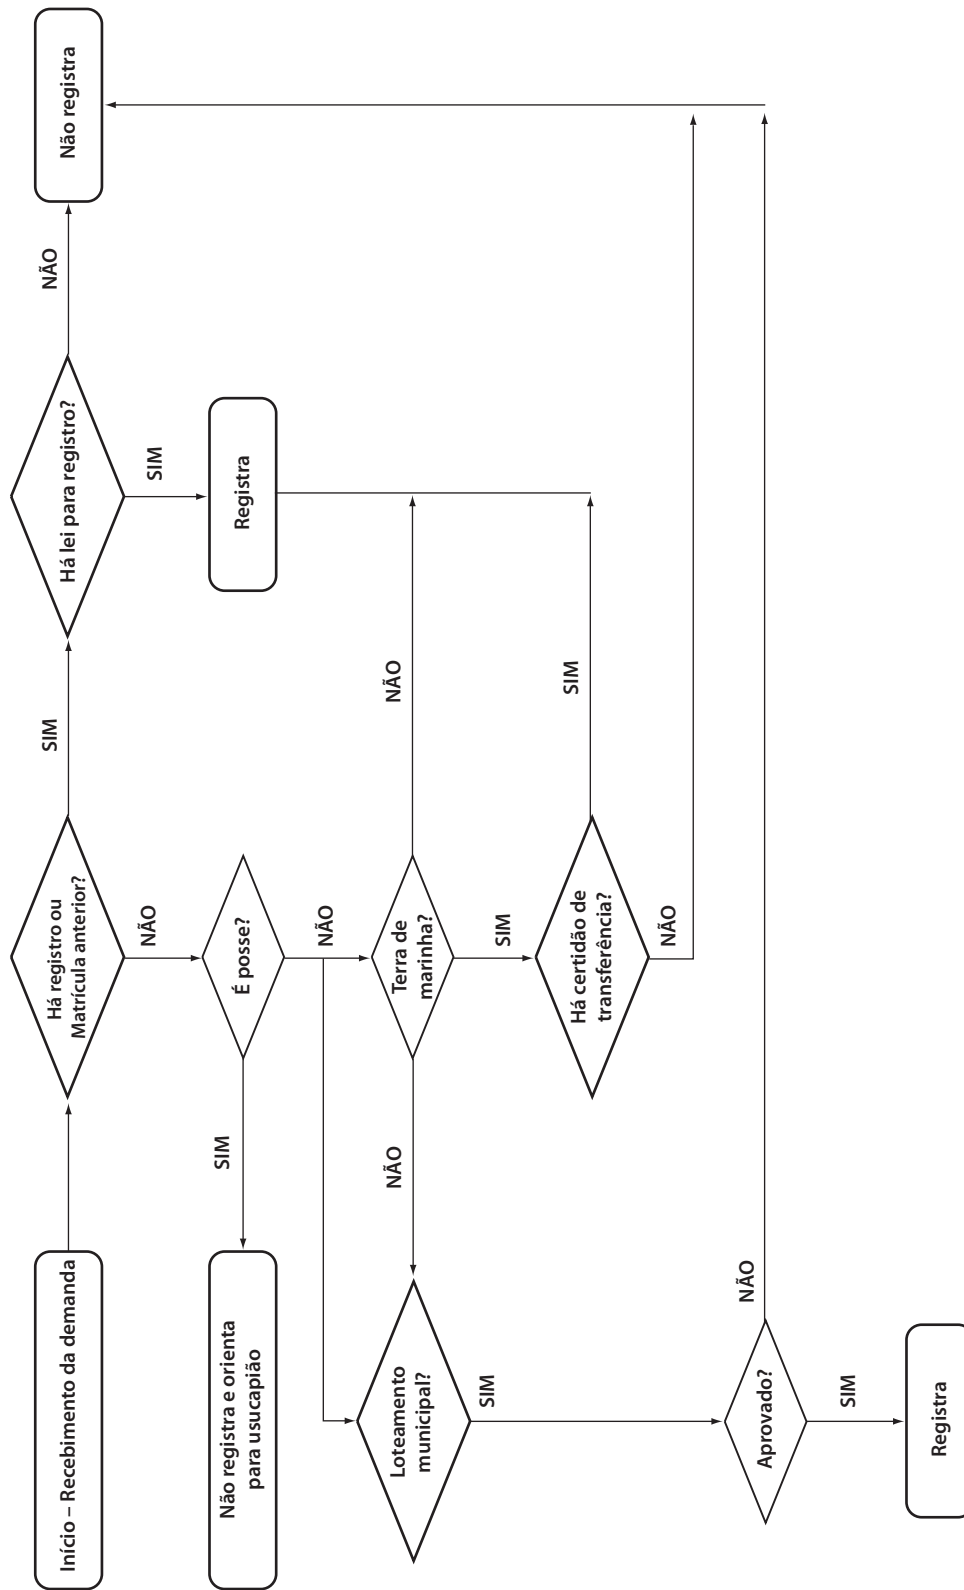 Início – Recebimento da demanda
Há registro ou
Matrícula anterior?
SIM
Há lei para registro?
NÃO
Não registra
NÃO
SIM
Não registra e orienta
para usucapião
SIM
É posse?
Registra
NÃO
Loteamento
municipal?
NÃO
Terra de
marinha?
NÃO
SIM
SIM
Há certidão de
transferência?
SIM
NÃO
Aprovado?
NÃO
SIM
Registra